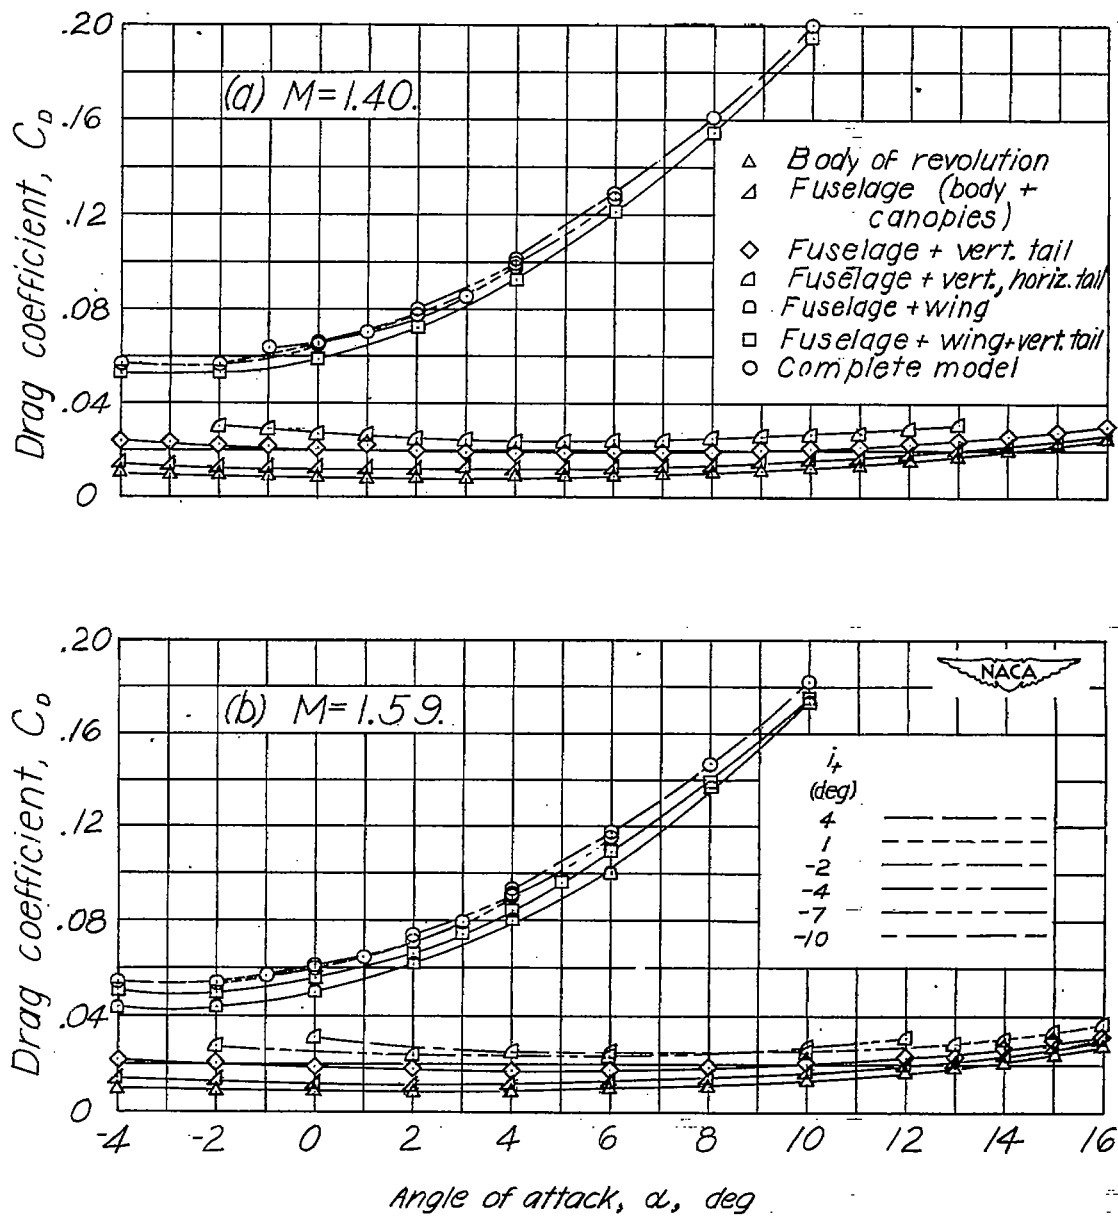 .20
.16
.12
.08
.04
0
Drag coefficient, C_D
(a) M=1.40.
Body of revolution
Fuselage (body +
canopies)
Fuselage + vert. tail
Fuselage + vert., horiz. tail
Fuselage + wing
Fuselage + wing+vert. tail
Complete model
.20
.16
.12
.08
.04
0
Drag coefficient, C_D
(b) M=1.59.
NACA
i_t
(deg)
4
1
-2
-4
-7
-10
-4 -2 0 2 4 6 8 10 12 14 16
Angle of attack, α, deg